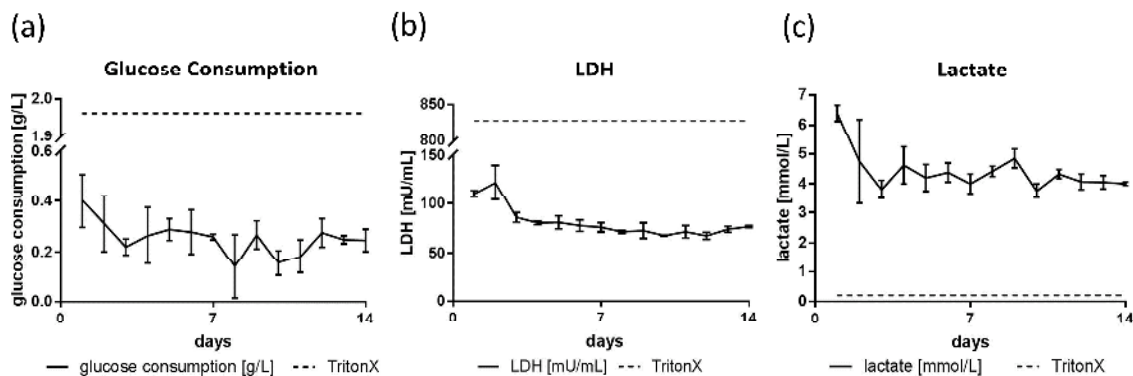 (a)
Glucose Consumption
glucose consumption [g/L]
2.0
1.9
0.6
0.4
0.2
0.0
0
7
14
days
glucose consumption [g/L]
TritonX
(b)
LDH
LDH [mU/mL]
850
800
150
100
50
0
7
14
days
LDH [mU/mL]
TritonX
(c)
Lactate
lactate [mmol/L]
7
6
5
4
3
2
1
0
0
7
14
days
lactate [mmol/L]
TritonX